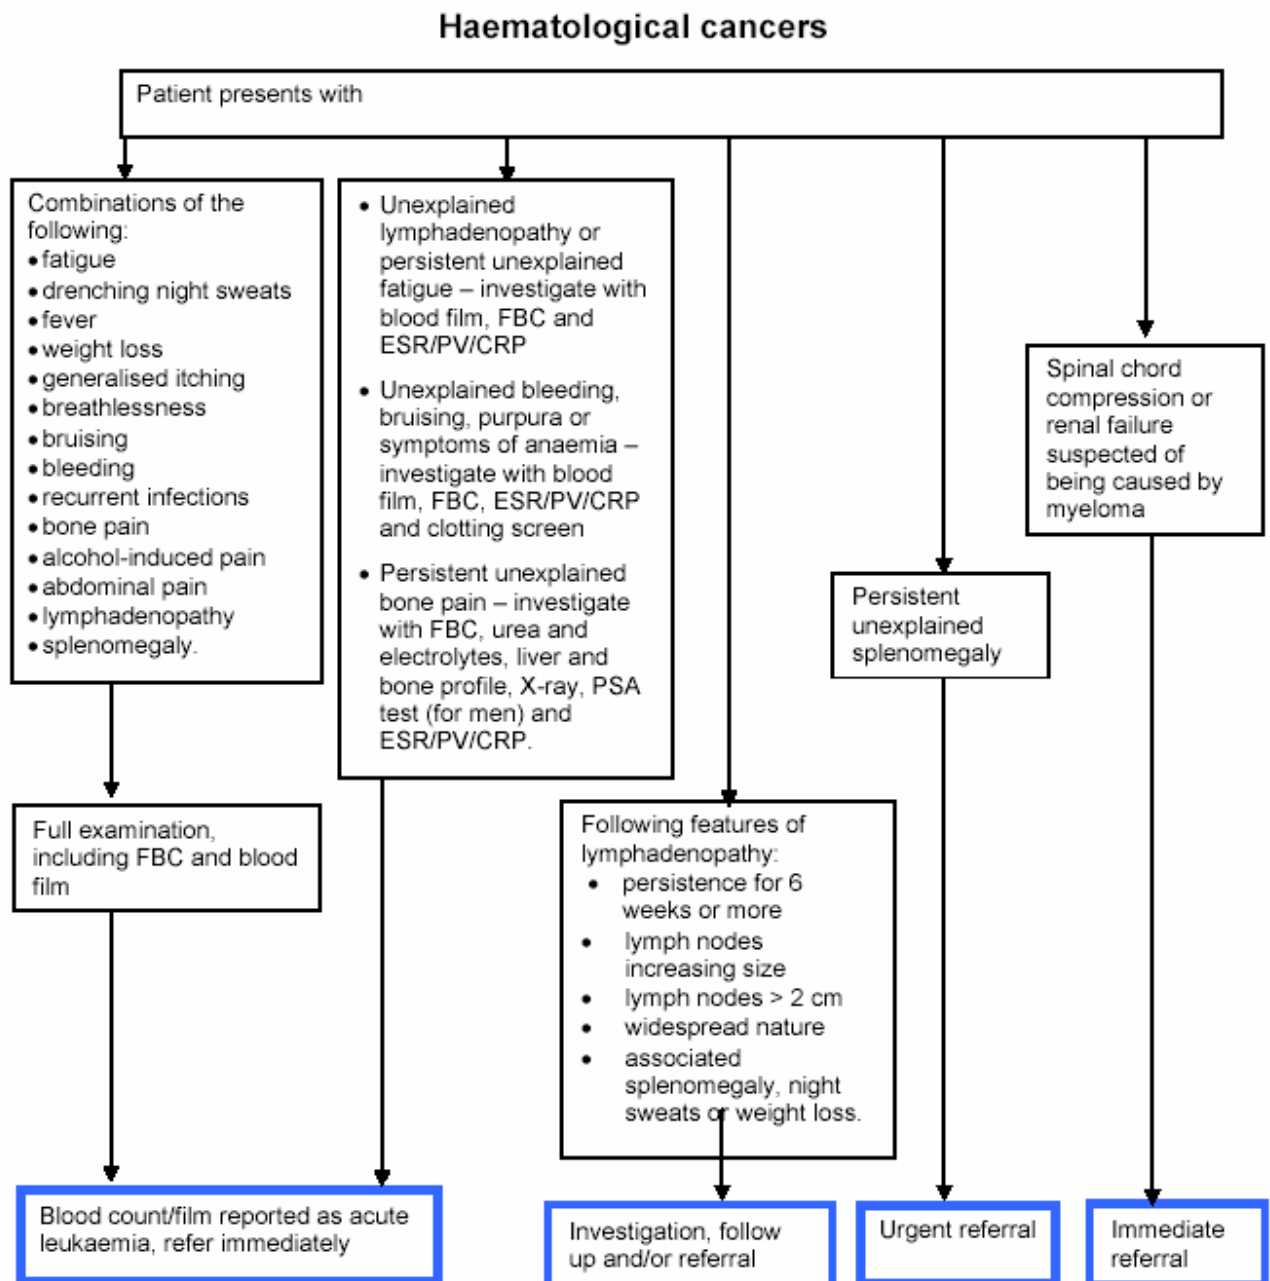 Haematological cancers
Patient presents with
Combinations of the
following:
• fatigue
• drenching night sweats
• fever
• weight loss
• generalised itching
• breathlessness
• bruising
• bleeding
• recurrent infections
• bone pain
• alcohol-induced pain
• abdominal pain
• lymphadenopathy
• splenomegaly.
Full examination,
including FBC and blood
film
• Unexplained
lymphadenopathy or
persistent unexplained
fatigue – investigate with
blood film, FBC and
ESR/PV/CRP
• Unexplained bleeding,
bruising, purpura or
symptoms of anaemia –
investigate with blood
film, FBC, ESR/PV/CRP
and clotting screen
• Persistent unexplained
bone pain – investigate
with FBC, urea and
electrolytes, liver and
bone profile, X-ray, PSA
test (for men) and
ESR/PV/CRP.
Blood count/film reported as acute
leukaemia, refer immediately
Following features of
lymphadenopathy:
• persistence for 6
weeks or more
• lymph nodes
increasing size
• lymph nodes > 2 cm
• widespread nature
• associated
splenomegaly, night
sweats or weight loss.
Investigation, follow
up and/or referral
Persistent
unexplained
splenomegaly
Urgent referral
Spinal chord
compression or
renal failure
suspected of
being caused by
myeloma
Immediate
referral